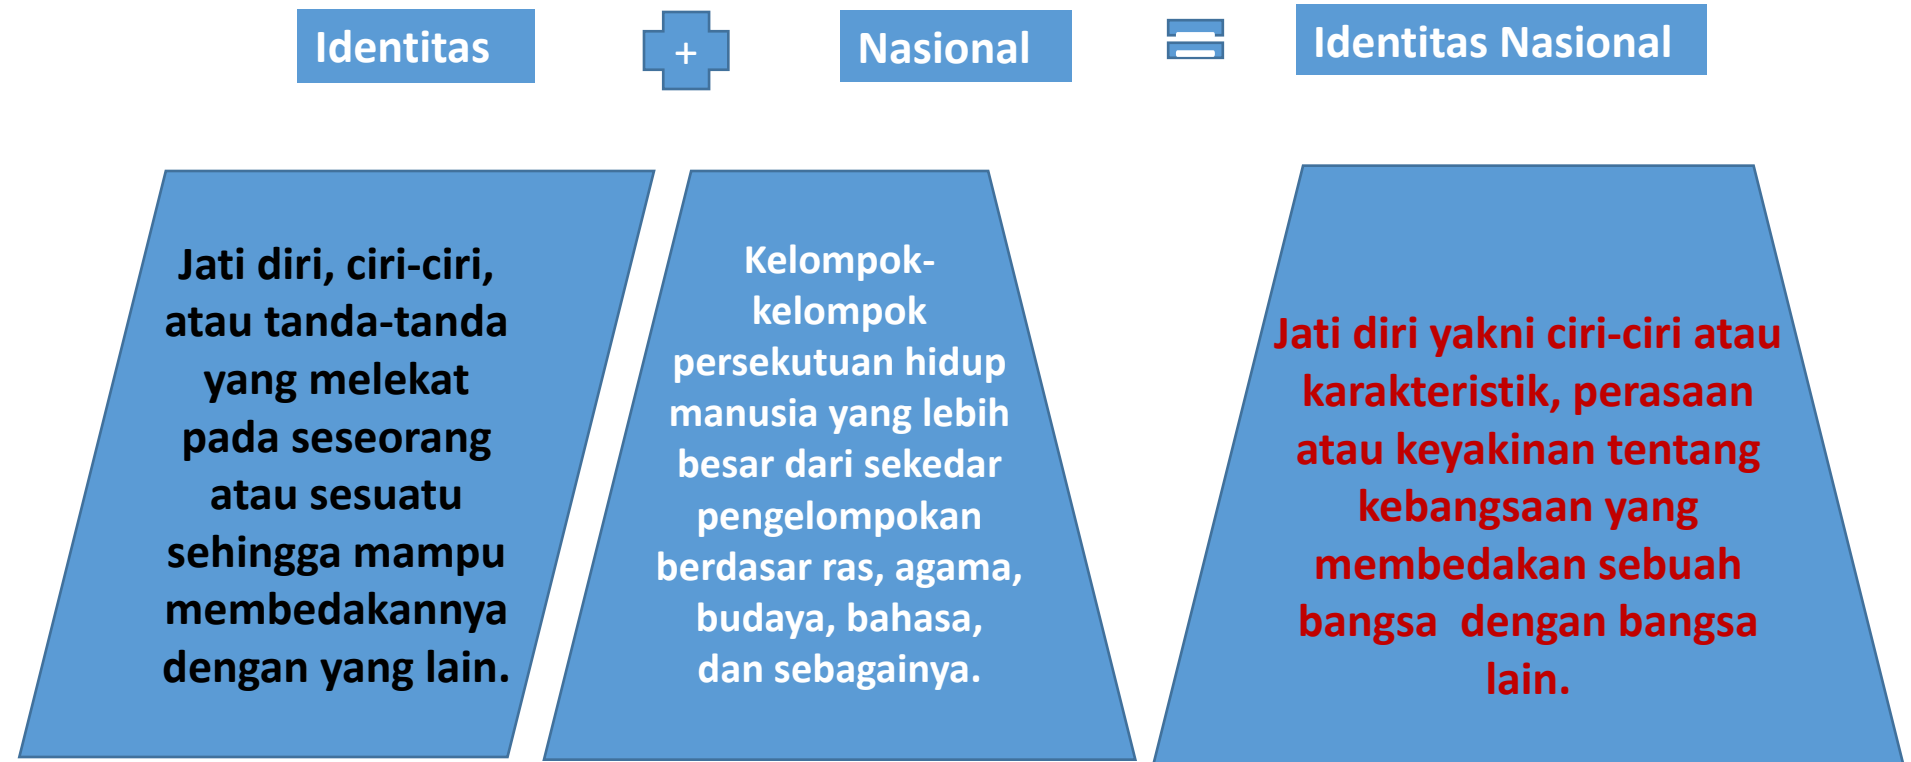 Identitas
+
Nasional
=
Identitas Nasional
Jati diri, ciri-ciri,
atau tanda-tanda
yang melekat
pada seseorang
atau sesuatu
sehingga mampu
membedakannya
dengan yang lain.
Kelompok-
kelompok
persekutuan hidup
manusia yang lebih
besar dari sekedar
pengelompokan
berdasar ras, agama,
budaya, bahasa,
dan sebagainya.
Jati diri yakni ciri-ciri atau
karakteristik, perasaan
atau keyakinan tentang
kebangsaan yang
membedakan sebuah
bangsa  dengan bangsa
lain.